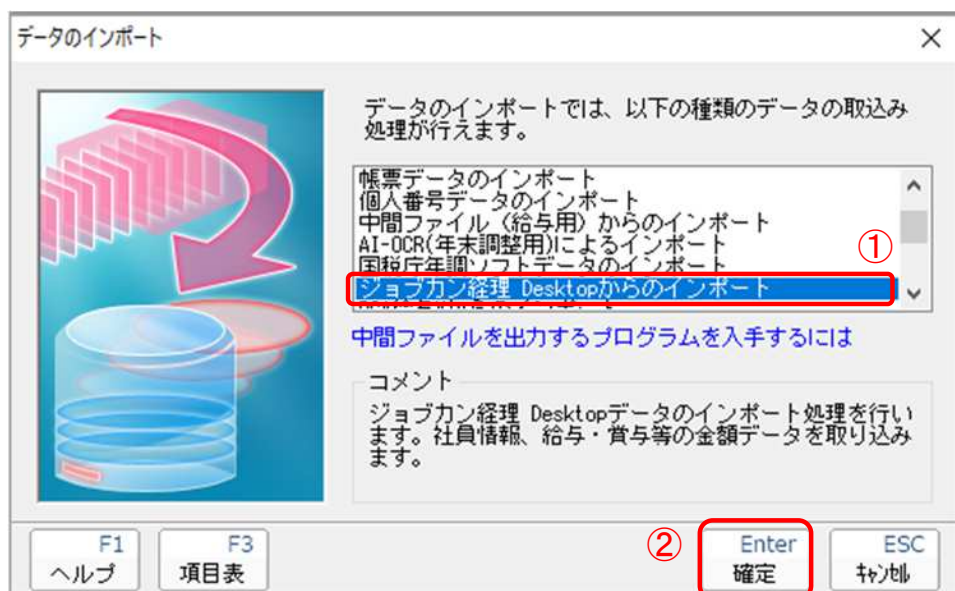 データのインポート
データのインポートでは、以下の種類のデータの取込み
処理が行えます。
帳票データのインポート
個人番号データのインポート
中間ファイル（給与用）からのインポート
AI-OCR(年末調整用)によるインポート
国税庁年調ソフトデータのインポート
①
ジョブカン経理 Desktopからのインポート
中間ファイルを出力するプログラムを入手するには
コメント
ジョブカン経理 Desktopデータのインポート処理を行い
ます。社員情報、給与・賞与等の金額データを取り込み
ます。
F1
ヘルプ
F3
項目表
②
Enter
確定
ESC
ｷｬﾝｾﾙ